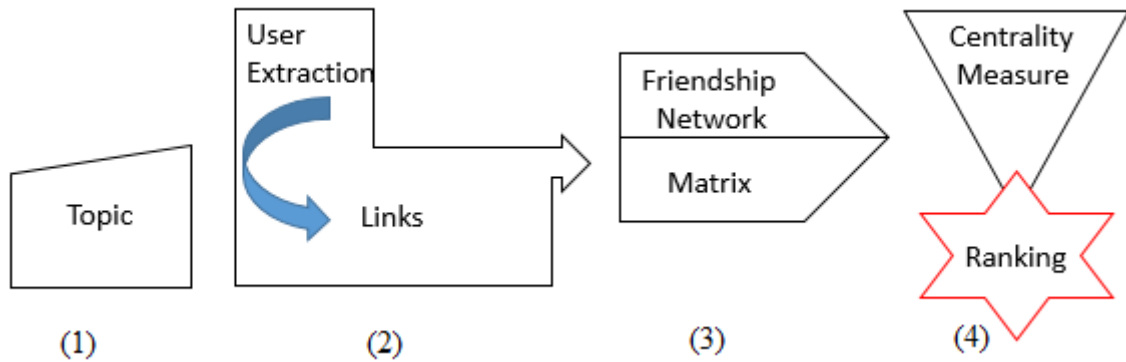 Topic
(1)
User
Extraction
Links
(2)
Friendship
Network
Matrix
(3)
Centrality
Measure
Ranking
(4)